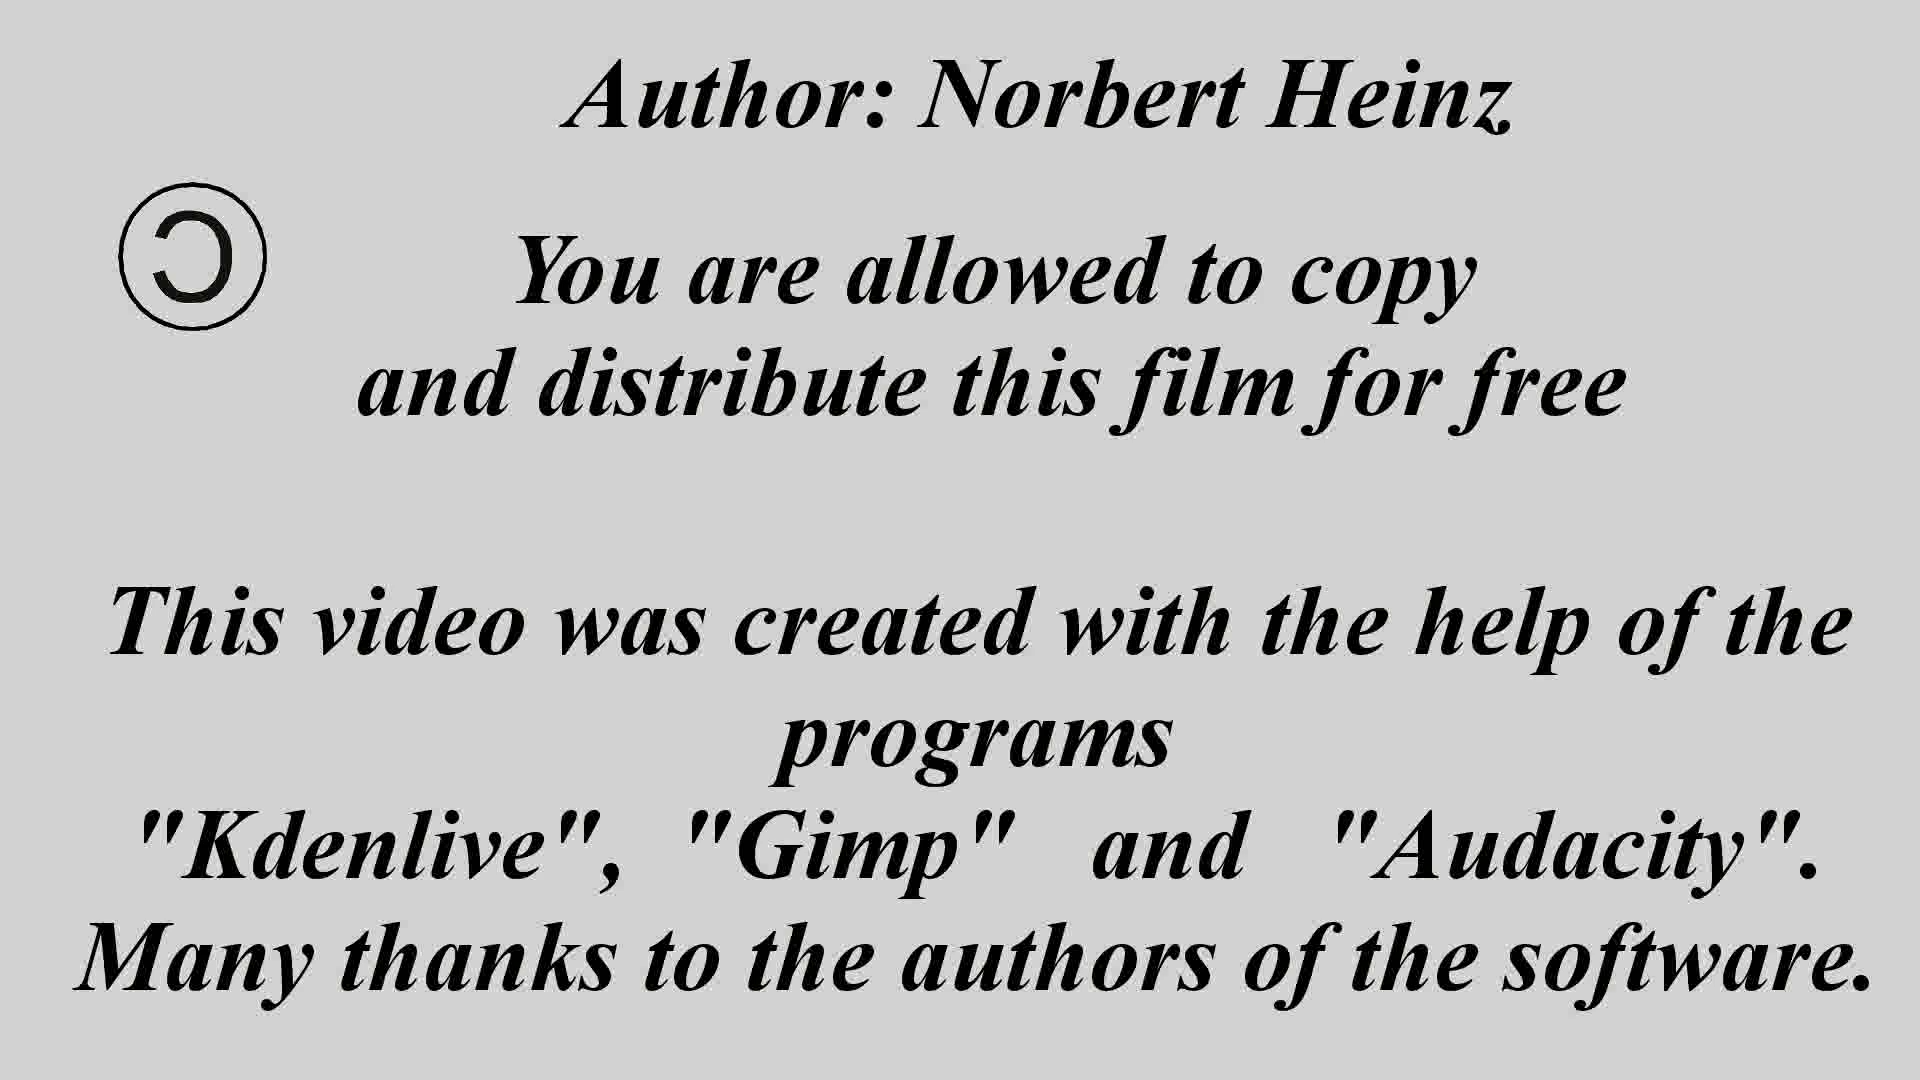 Author: Norbert Heinz
You are allowed to copy
and distribute this film for free
This video was created with the help of the
programs
"Kdenlive", "Gimp" and "Audacity".
Many thanks to the authors of the software.